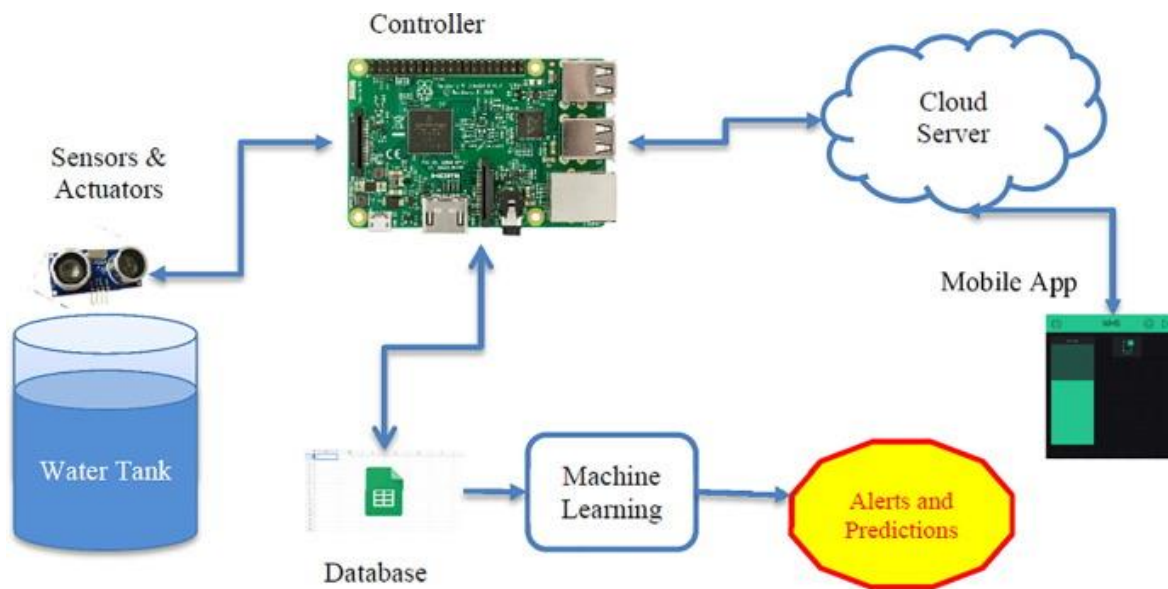 Controller
Cloud
Server
Sensors &
Actuators
Mobile App
Water Tank
Machine
Learning
Alerts and
Predictions
Database